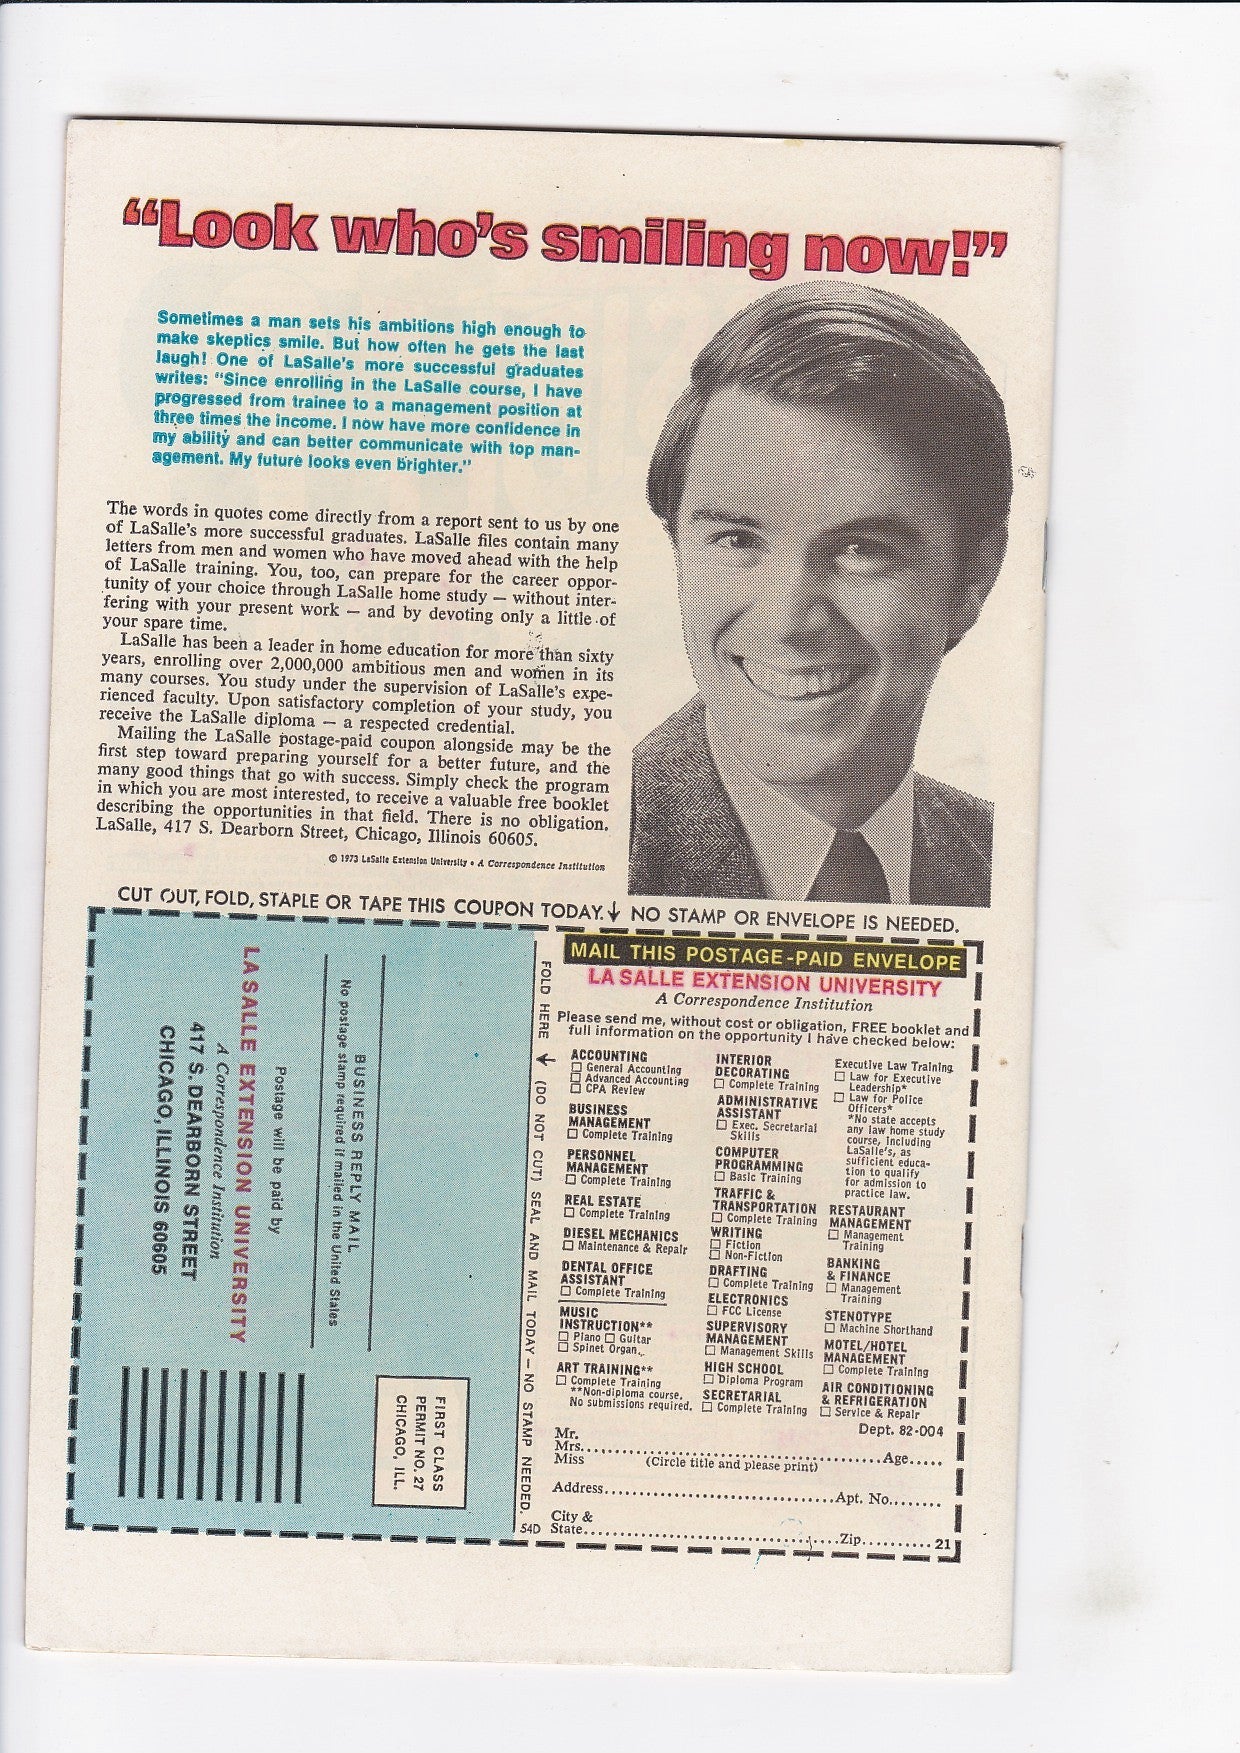 “Look who’s smiling now!”
Sometimes a man sets his ambitions high enough to
make skeptics smile. But how often he gets the last
laugh! One of LaSalle's more successful graduates
writes: "Since enrolling in the LaSalle course, I have
progressed from trainee to a management position at
three times the income. I now have more confidence in
my ability and can better communicate with top man-
agement. My future looks even brighter."
The words in quotes come directly from a report sent to us by one
of LaSalle's more successful graduates. LaSalle files contain many
letters from men and women who have moved ahead with the help
of LaSalle training. You, too, can prepare for the career oppor-
tunity of your choice through LaSalle home study — without inter-
fering with your present work — and by devoting only a little of
your spare time.
LaSalle has been a leader in home education for more than sixty
years, enrolling over 2,000,000 ambitious men and women in its
many courses. You study under the supervision of LaSalle's expe-
rienced faculty. Upon satisfactory completion of your study, you
receive the LaSalle diploma — a respected credential.
Mailing the LaSalle postage-paid coupon alongside may be the
first step toward preparing yourself for a better future, and the
many good things that go with success. Simply check the program
in which you are most interested, to receive a valuable free booklet
describing the opportunities in that field. There is no obligation.
LaSalle, 417 S. Dearborn Street, Chicago, Illinois 60605.
© 1973 LaSalle Extension University • A Correspondence Institution
CUT OUT, FOLD, STAPLE OR TAPE THIS COUPON TODAY.↓ NO STAMP OR ENVELOPE IS NEEDED.
FIRST CLASS
PERMIT NO. 27
CHICAGO, ILL.
BUSINESS REPLY MAIL
No postage stamp required if mailed in the United States
Postage will be paid by
LA SALLE EXTENSION UNIVERSITY
A Correspondence Institution
417 S. DEARBORN STREET
CHICAGO, ILLINOIS 60605
FOLD HERE ↓ (DO NOT CUT) SEAL AND MAIL TODAY — NO STAMP NEEDED.
54D
MAIL THIS POSTAGE-PAID ENVELOPE
LA SALLE EXTENSION UNIVERSITY
A Correspondence Institution
Please send me, without cost or obligation, FREE booklet and
full information on the opportunity I have checked below:
ACCOUNTING
☐ General Accounting
☐ Advanced Accounting
☐ CPA Review
BUSINESS
MANAGEMENT
☐ Complete Training
PERSONNEL
MANAGEMENT
☐ Complete Training
REAL ESTATE
☐ Complete Training
DIESEL MECHANICS
☐ Maintenance & Repair
DENTAL OFFICE
ASSISTANT
☐ Complete Training
MUSIC
INSTRUCTION**
☐ Piano ☐ Guitar
☐ Spinet Organ
ART TRAINING**
☐ Complete Training
**Non-diploma course.
No submissions required.
INTERIOR
DECORATING
☐ Complete Training
ADMINISTRATIVE
ASSISTANT
☐ Exec. Secretarial
Skills
COMPUTER
PROGRAMMING
☐ Basic Training
TRAFFIC &
TRANSPORTATION
☐ Complete Training
WRITING
☐ Fiction
☐ Non-Fiction
DRAFTING
☐ Complete Training
ELECTRONICS
☐ FCC License
SUPERVISORY
MANAGEMENT
☐ Management Skills
HIGH SCHOOL
☐ Diploma Program
SECRETARIAL
☐ Complete Training
Executive Law Training
☐ Law for Executive
Leadership*
☐ Law for Police
Officers*
*No state accepts
any law home study
course, including
LaSalle's, as
sufficient educa-
tion to qualify
for admission to
practice law.
RESTAURANT
MANAGEMENT
☐ Management
Training
BANKING
& FINANCE
☐ Management
Training
STENOTYPE
☐ Machine Shorthand
MOTEL/HOTEL
MANAGEMENT
☐ Complete Training
AIR CONDITIONING
& REFRIGERATION
☐ Service & Repair
Dept. 82-004
Mr.
Mrs.......................................................Age.....
Miss (Circle title and please print)
Address...................................Apt. No........
City &
State.......................................Zip.......... 21